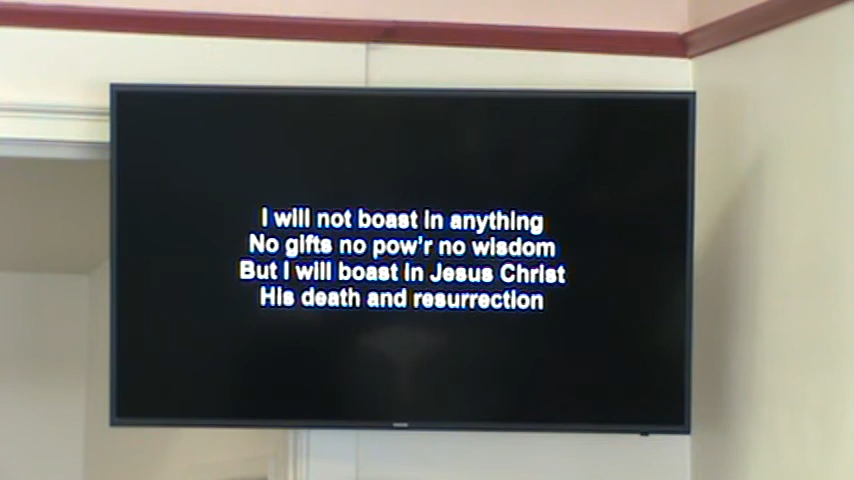 I will not boast in anything
No gifts no pow'r no wisdom
But I will boast in Jesus Christ
His death and resurrection